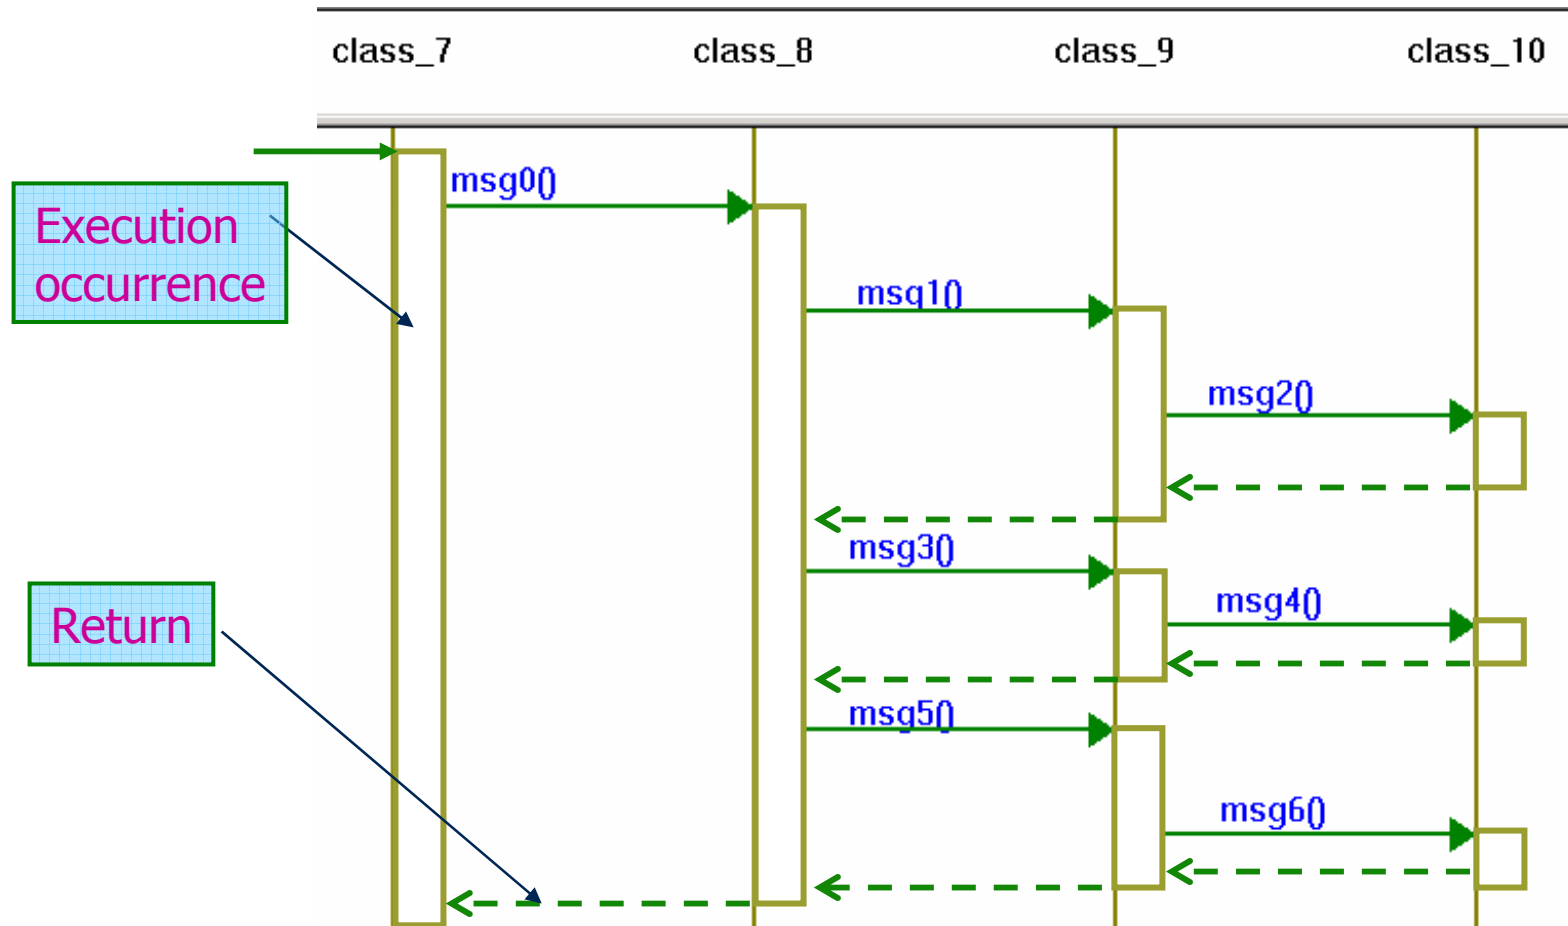 class_7 class_8 class_9 class_10
msg0()
Execution
occurrence
msg1()
msg2()
msg3()
msg4()
Return
msg5()
msg6()